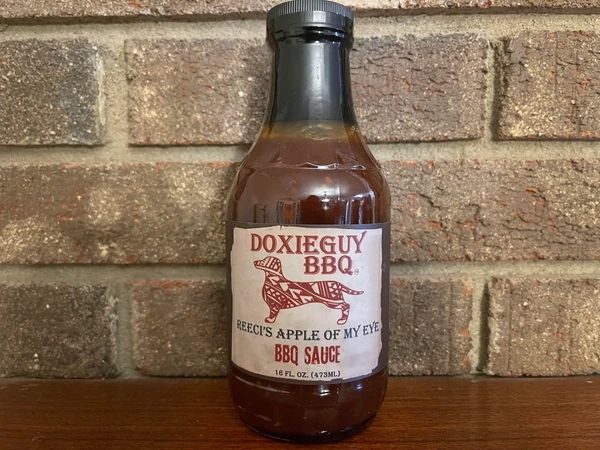 DOXIEGUY
BBQ
REECI'S APPLE OF MY EYE
BBQ SAUCE
16 FL. OZ. (473ML)